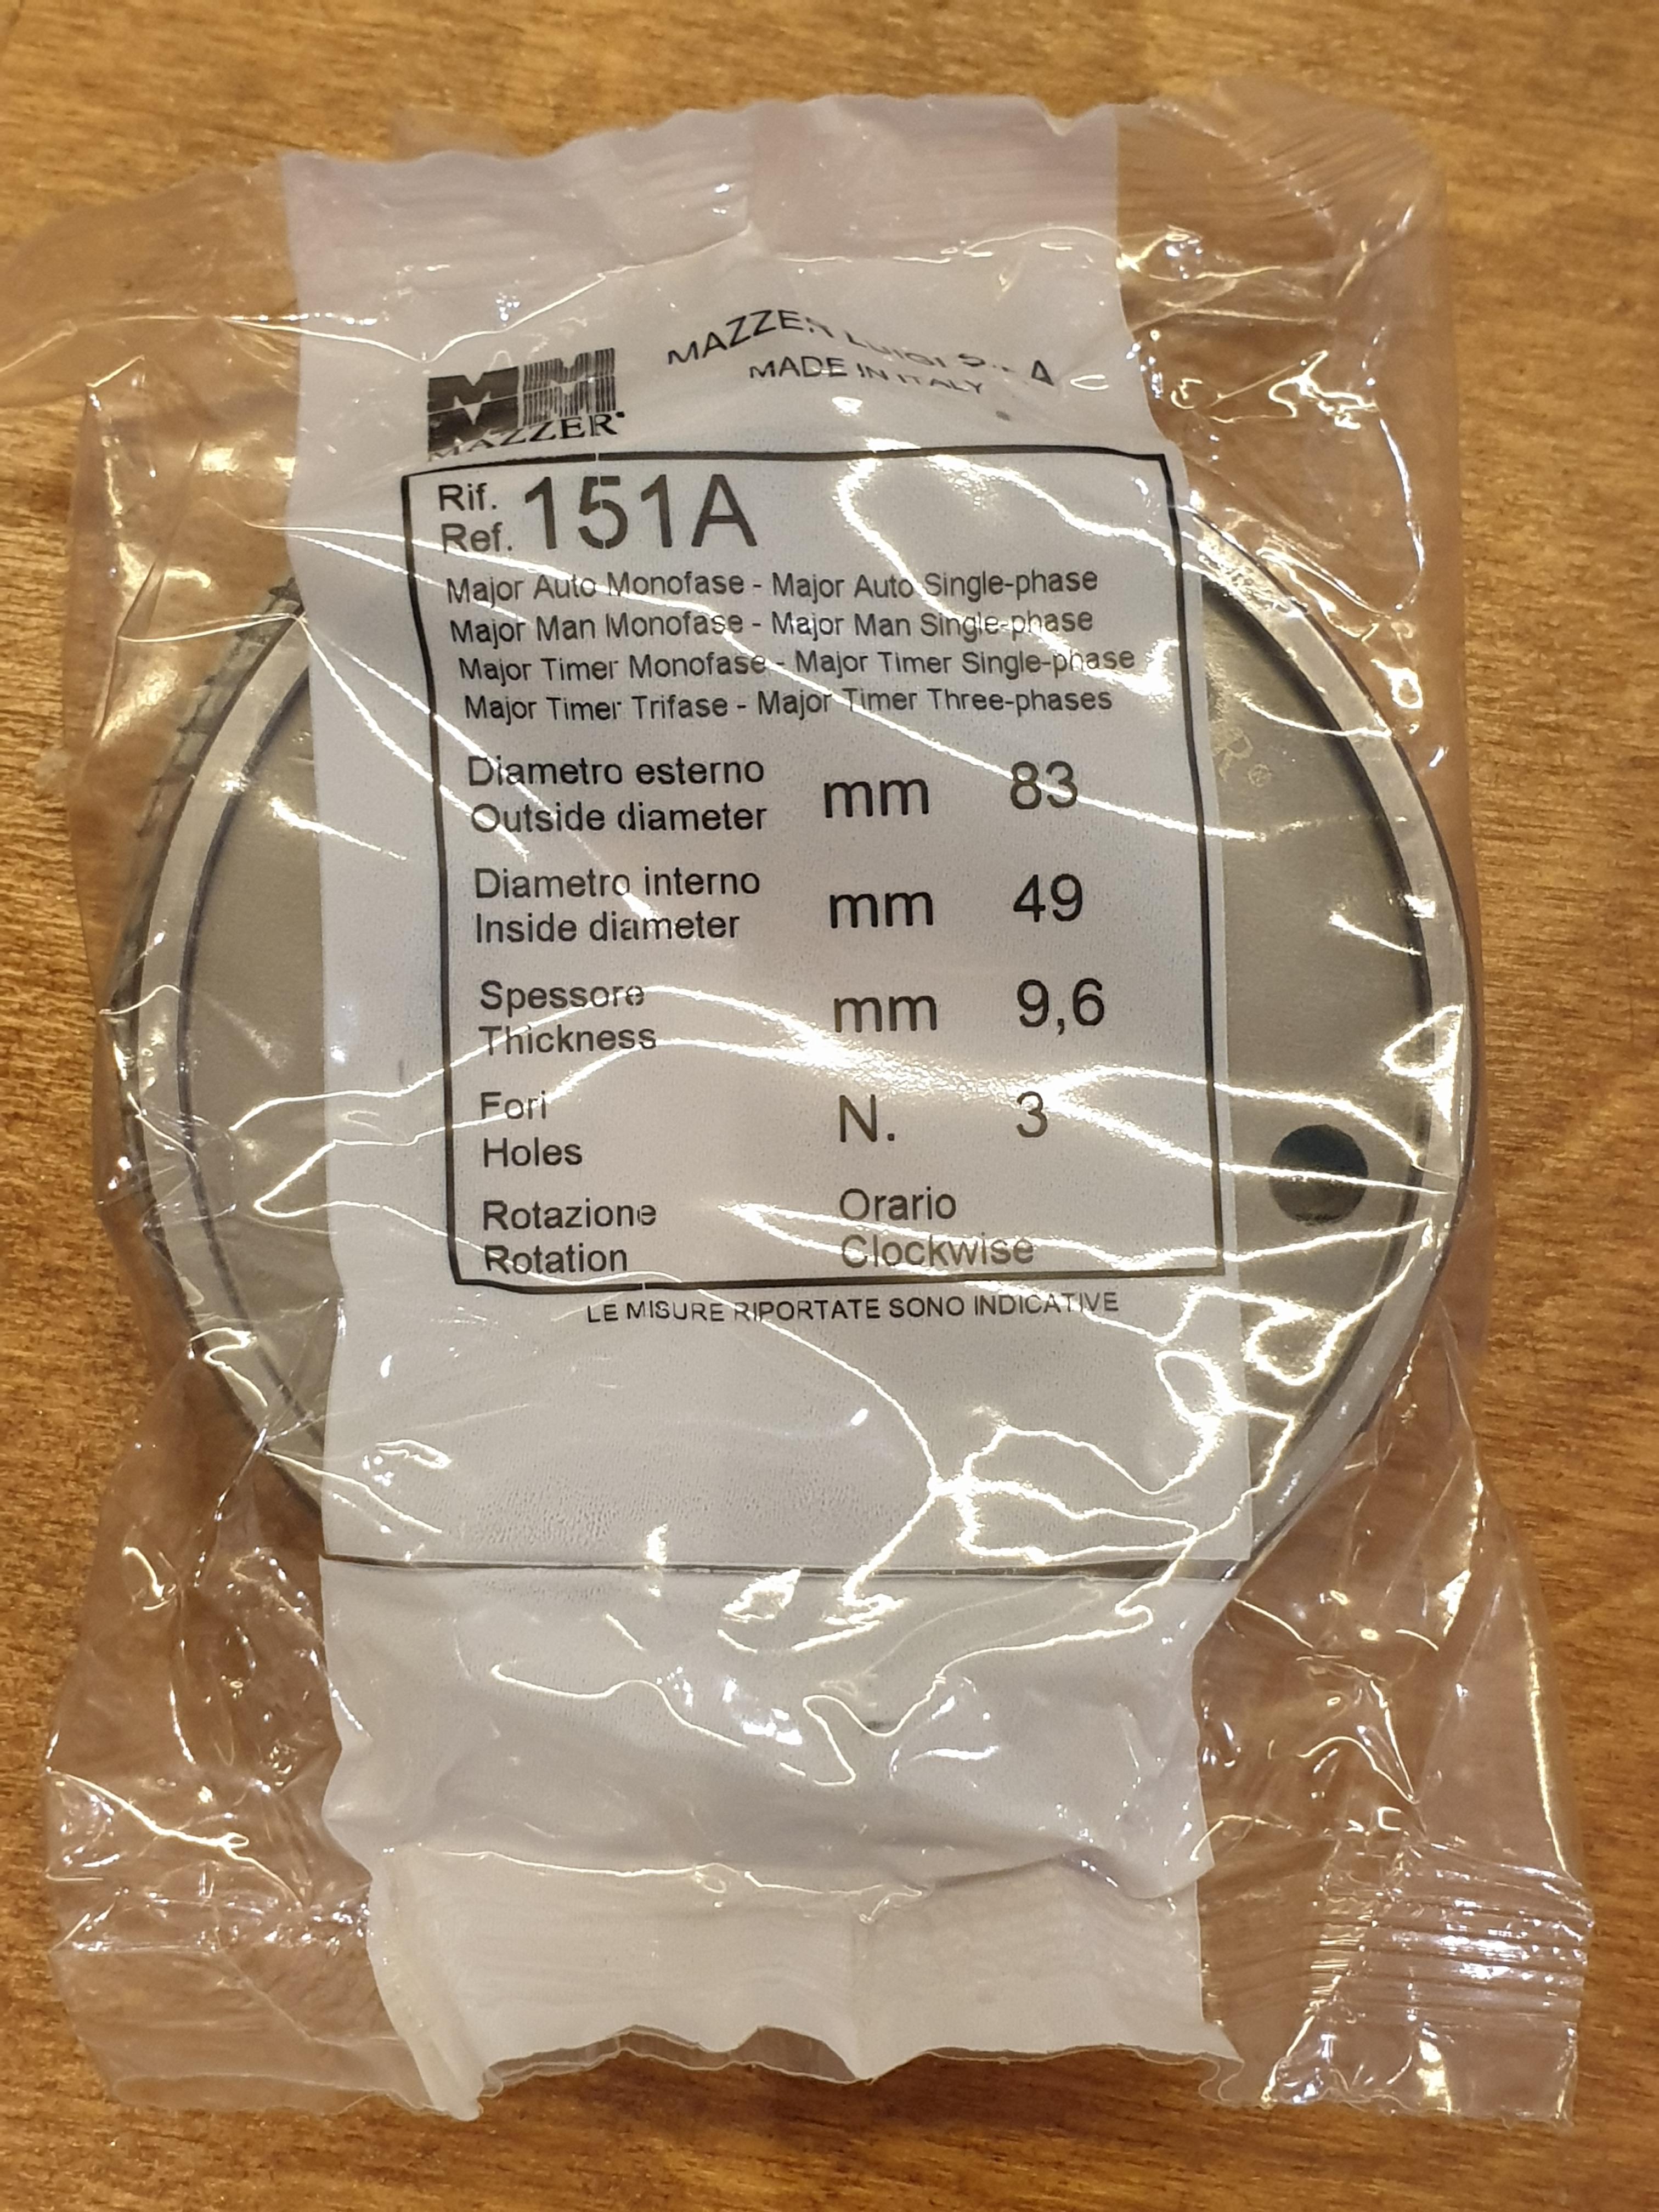 MAZZER LUIGI S.p.A
MADE IN ITALY
MAZZER®
Rif.
Ref. 151A
Major Auto Monofase - Major Auto Single-phase
Major Man Monofase - Major Man Single-phase
Major Timer Monofase - Major Timer Single-phase
Major Timer Trifase - Major Timer Three-phases
Diametro esterno
Outside diameter mm 83
Diametro interno
Inside diameter mm 49
Spessore
Thickness mm 9,6
Fori
Holes N. 3
Rotazione Orario
Rotation Clockwise
LE MISURE RIPORTATE SONO INDICATIVE
R®